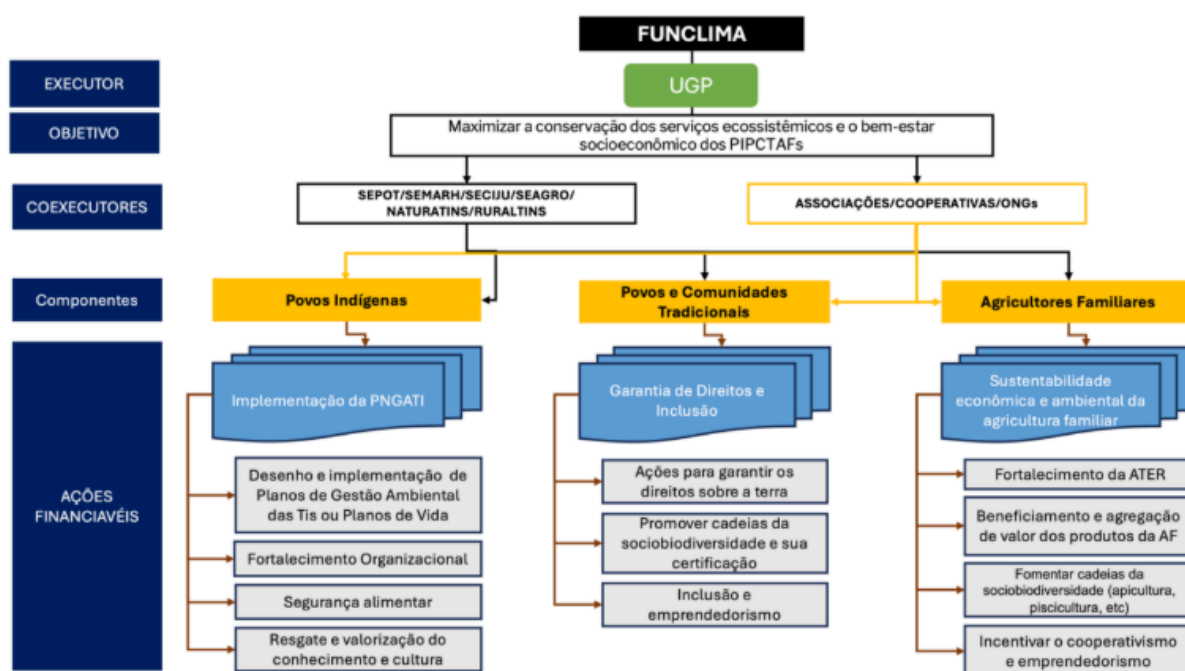 FUNCLIMA
EXECUTOR
UGP
OBJETIVO
Maximizar a conservação dos serviços ecossistêmicos e o bem-estar
socioeconômico dos PIPCTAFs
COEXECUTORES
SEPOT/SEMARH/SECIJU/SEAGRO/
NATURATINS/RURALTINS
ASSOCIAÇÕES/COOPERATIVAS/ONGs
Componentes
Povos Indígenas
Povos e Comunidades
Tradicionais
Agricultores Familiares
AÇÕES
FINANCIAVÉIS
Implementação da PNGATI
Desenho e implementação de
Planos de Gestão Ambiental
das Tis ou Planos de Vida
Fortalecimento Organizacional
Segurança alimentar
Resgate e valorização do
conhecimento e cultura
Garantia de Direitos e
Inclusão
Ações para garantir os
direitos sobre a terra
Promover cadeias da
sociobiodiversidade e sua
certificação
Inclusão e
emprendedorismo
Sustentabilidade
econômica e ambiental da
agricultura familiar
Fortalecimento da ATER
Beneficiamento e agregação
de valor dos produtos da AF
Fomentar cadeias da
sociobiodiversidade (apicultura,
piscicultura, etc)
Incentivar o cooperativismo
e emprendedorismo